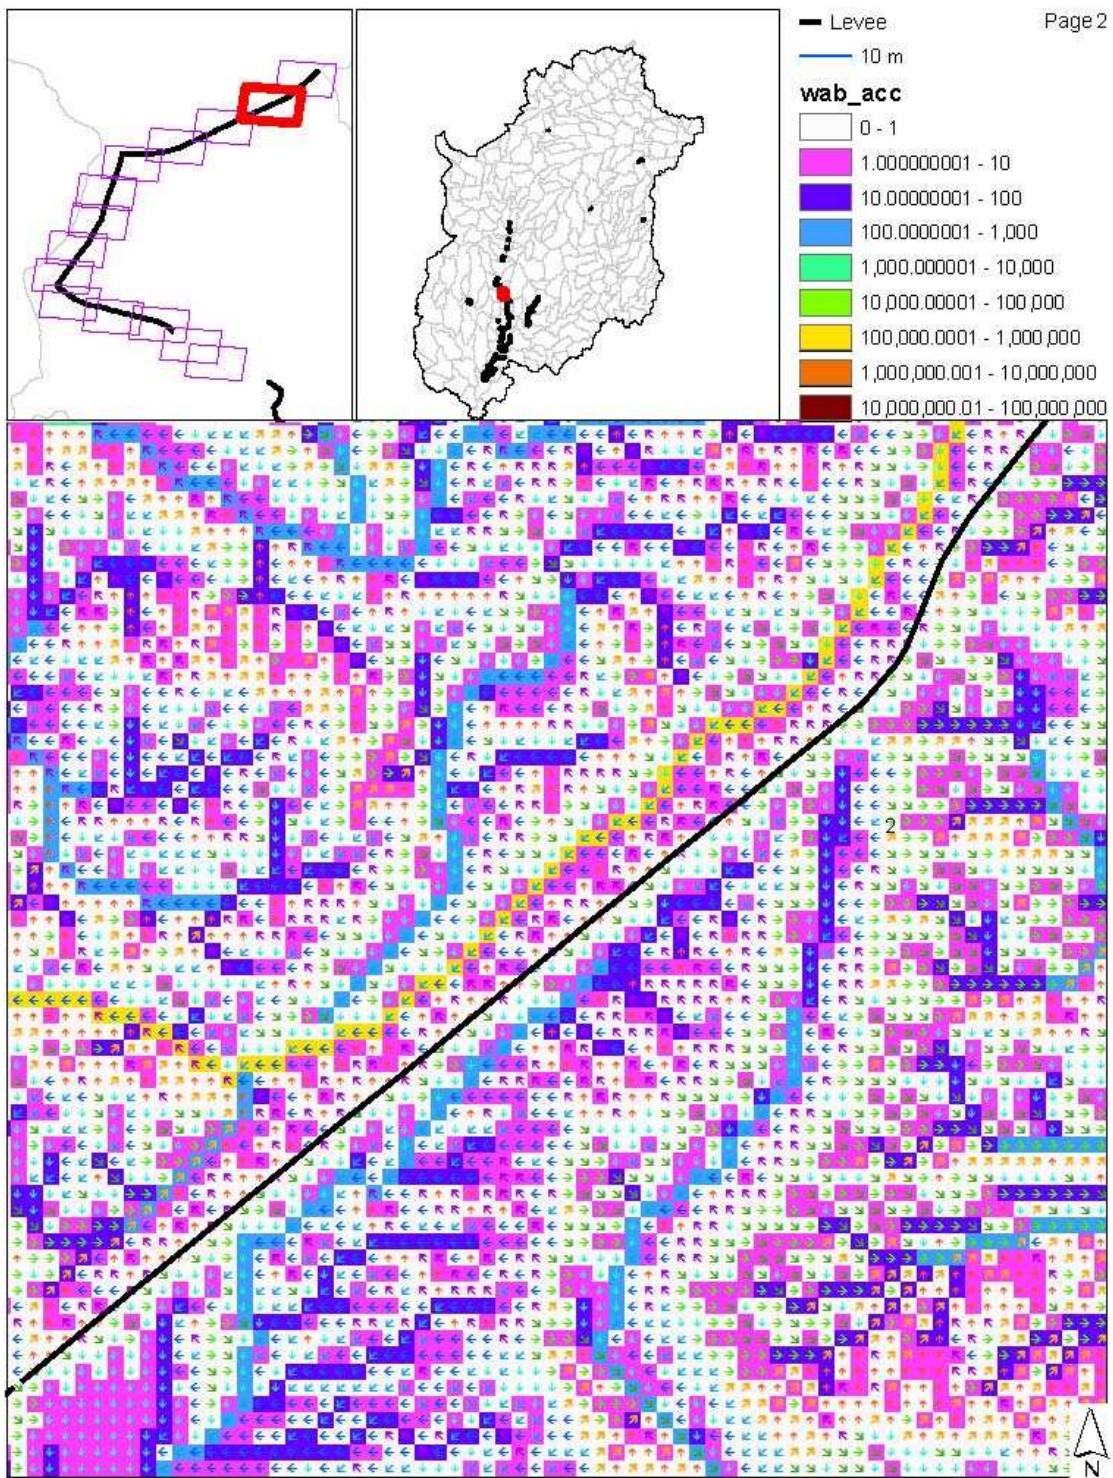 Levee Page 2
10 m
wab_acc
0 - 1
1.000000001 - 10
10.00000001 - 100
100.0000001 - 1,000
1,000.000001 - 10,000
10,000.00001 - 100,000
100,000.0001 - 1,000,000
1,000,000.001 - 10,000,000
10,000,000.01 - 100,000,000
2
N